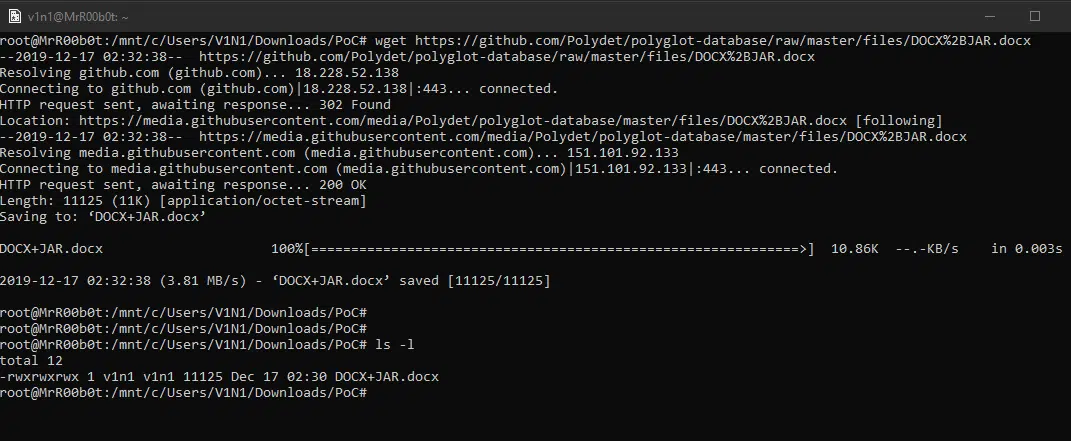 v1n1@MrR00b0t: ~
root@MrR00b0t:/mnt/c/Users/V1N1/Downloads/PoC# wget https://github.com/Polydet/polyglot-database/raw/master/files/DOCX%2BJAR.docx
--2019-12-17 02:32:38--  https://github.com/Polydet/polyglot-database/raw/master/files/DOCX%2BJAR.docx
Resolving github.com (github.com)... 18.228.52.138
Connecting to github.com (github.com)|18.228.52.138|:443... connected.
HTTP request sent, awaiting response... 302 Found
Location: https://media.githubusercontent.com/media/Polydet/polyglot-database/master/files/DOCX%2BJAR.docx [following]
--2019-12-17 02:32:38--  https://media.githubusercontent.com/media/Polydet/polyglot-database/master/files/DOCX%2BJAR.docx
Resolving media.githubusercontent.com (media.githubusercontent.com)... 151.101.92.133
Connecting to media.githubusercontent.com (media.githubusercontent.com)|151.101.92.133|:443... connected.
HTTP request sent, awaiting response... 200 OK
Length: 11125 (11K) [application/octet-stream]
Saving to: ‘DOCX+JAR.docx’
DOCX+JAR.docx                     100%[=============================================================>]  10.86K  --.-KB/s    in 0.003s
2019-12-17 02:32:38 (3.81 MB/s) - ‘DOCX+JAR.docx’ saved [11125/11125]
root@MrR00b0t:/mnt/c/Users/V1N1/Downloads/PoC#
root@MrR00b0t:/mnt/c/Users/V1N1/Downloads/PoC#
root@MrR00b0t:/mnt/c/Users/V1N1/Downloads/PoC# ls -l
total 12
-rwxrwxrwx 1 v1n1 v1n1 11125 Dec 17 02:30 DOCX+JAR.docx
root@MrR00b0t:/mnt/c/Users/V1N1/Downloads/PoC#